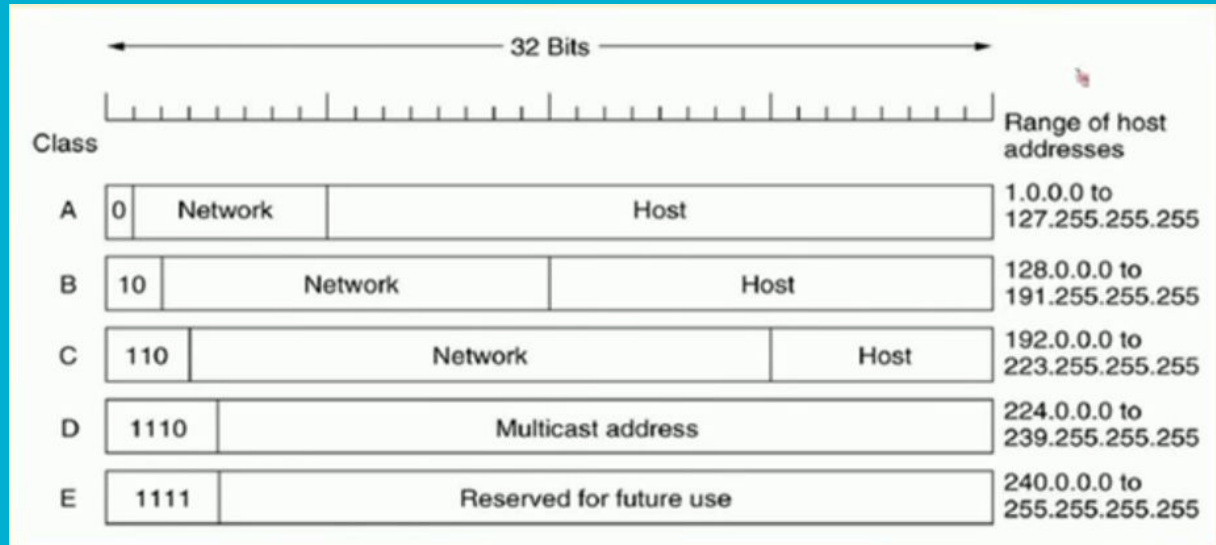 32 Bits
Range of host
addresses
Class
A 0 Network Host 1.0.0.0 to
127.255.255.255
B 10 Network Host 128.0.0.0 to
191.255.255.255
C 110 Network Host 192.0.0.0 to
223.255.255.255
D 1110 Multicast address 224.0.0.0 to
239.255.255.255
E 1111 Reserved for future use 240.0.0.0 to
255.255.255.255